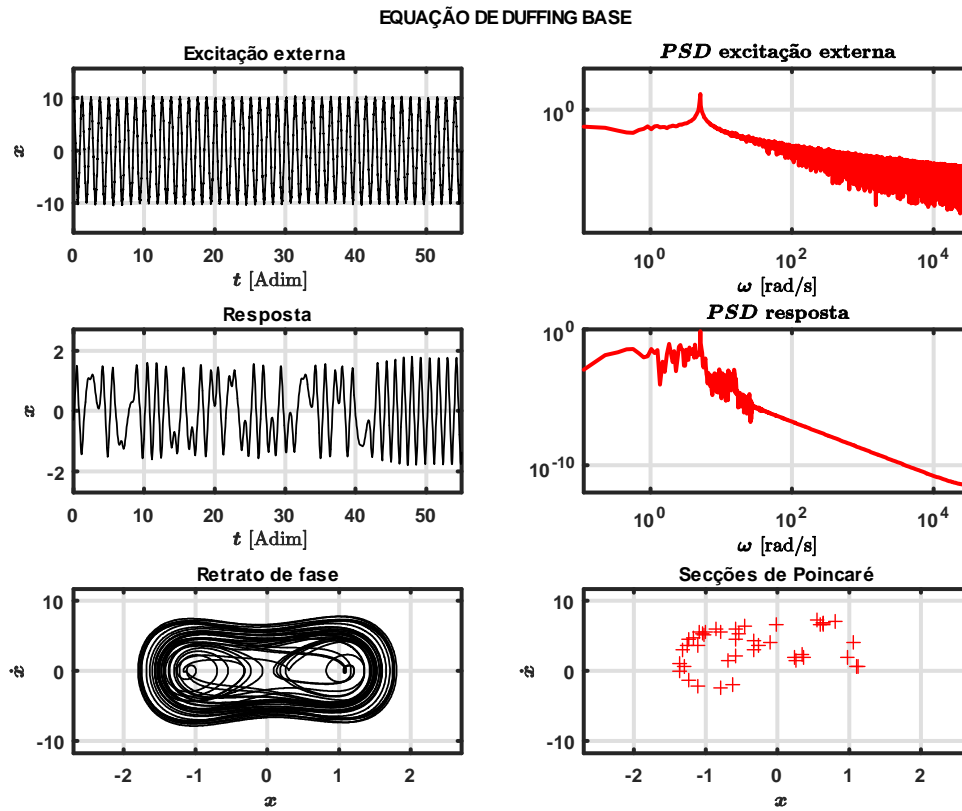 EQUAÇÃO DE DUFFING BASE
Excitação externa
10
0
-10
x
0 10 20 30 40 50
t [Adim]
PSD excitação externa
10^0
10^0 10^2 10^4
ω [rad/s]
Resposta
2
0
-2
x
0 10 20 30 40 50
t [Adim]
PSD resposta
10^0
10^-10
10^0 10^2 10^4
ω [rad/s]
Retrato de fase
10
0
-10
ẋ
-2 -1 0 1 2
x
Secções de Poincaré
10
0
-10
ẋ
-2 -1 0 1 2
x